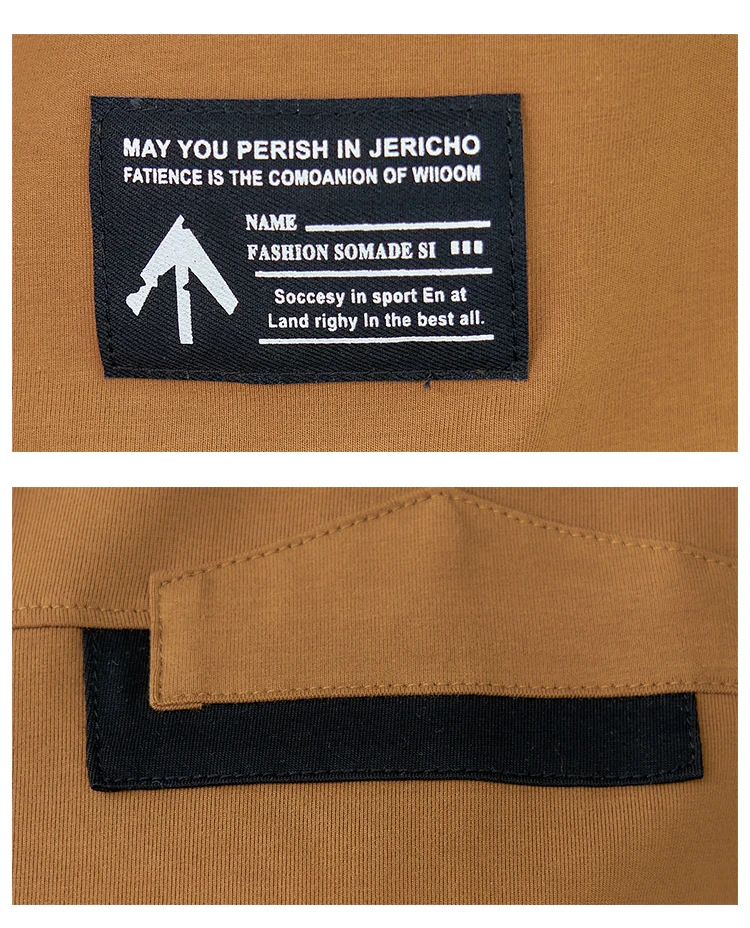 MAY YOU PERISH IN JERICHO
FATIENCE IS THE COMOANION OF WIIOOM
NAME
FASHION SOMADE SI
Soccesy in sport En at
Land righy In the best all.